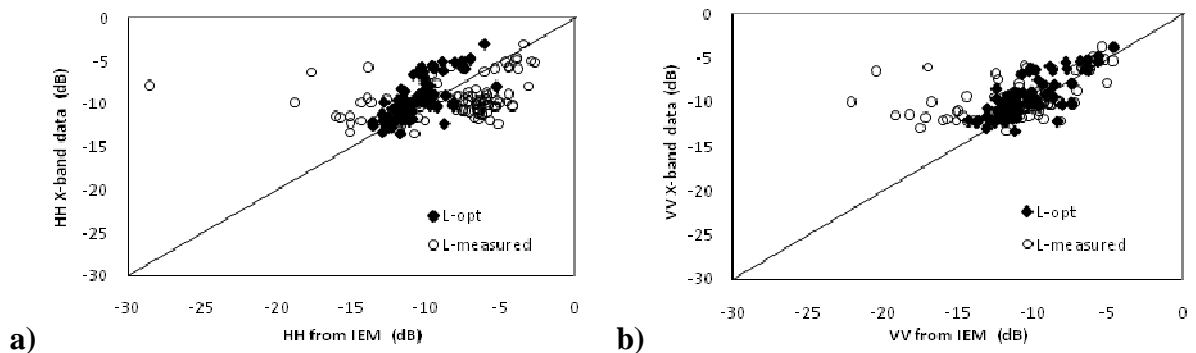 0
-5
-10
-15
-20
-25
-30
HH X-band data (dB)
L-opt
L-measured
-30 -25 -20 -15 -10 -5 0
a) HH from IEM (dB)
0
-5
-10
-15
-20
-25
-30
VV X-band data (dB)
L-opt
L-measured
-30 -25 -20 -15 -10 -5 0
b) VV from IEM (dB)